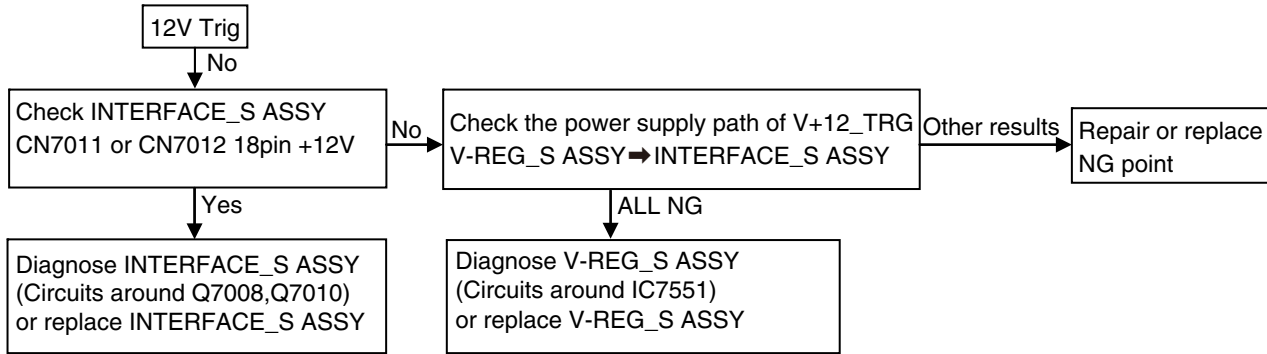 12V Trig
No
Check INTERFACE_S ASSY
CN7011 or CN7012 18pin +12V
No
Check the power supply path of V+12_TRG
V-REG_S ASSY➡INTERFACE_S ASSY
Other results
Repair or replace
NG point
Yes
ALL NG
Diagnose INTERFACE_S ASSY
(Circuits around Q7008,Q7010)
or replace INTERFACE_S ASSY
Diagnose V-REG_S ASSY
(Circuits around IC7551)
or replace V-REG_S ASSY